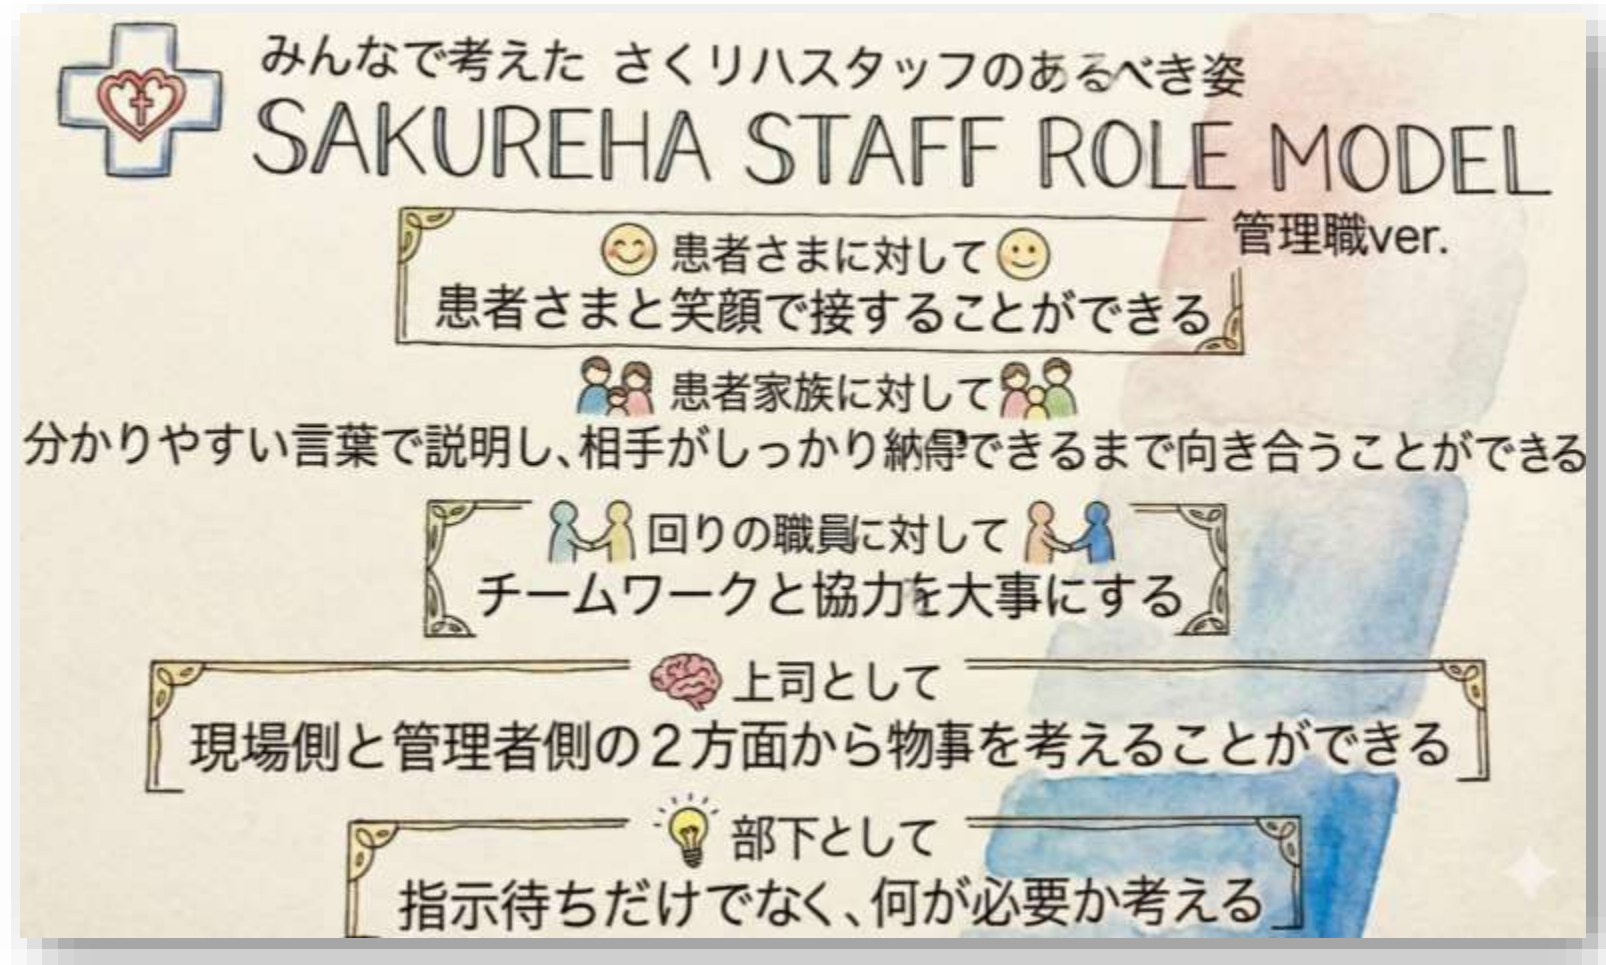 みんなで考えた さくリハスタッフのあるべき姿
SAKUREHA STAFF ROLE MODEL
管理職ver.
患者さまに対して
患者さまと笑顔で接することができる
患者家族に対して
分かりやすい言葉で説明し、相手がしっかり納得できるまで向き合うことができる
回りの職員に対して
チームワークと協力を大事にする
上司として
現場側と管理者側の2方面から物事を考えることができる
部下として
指示待ちだけでなく、何が必要か考える